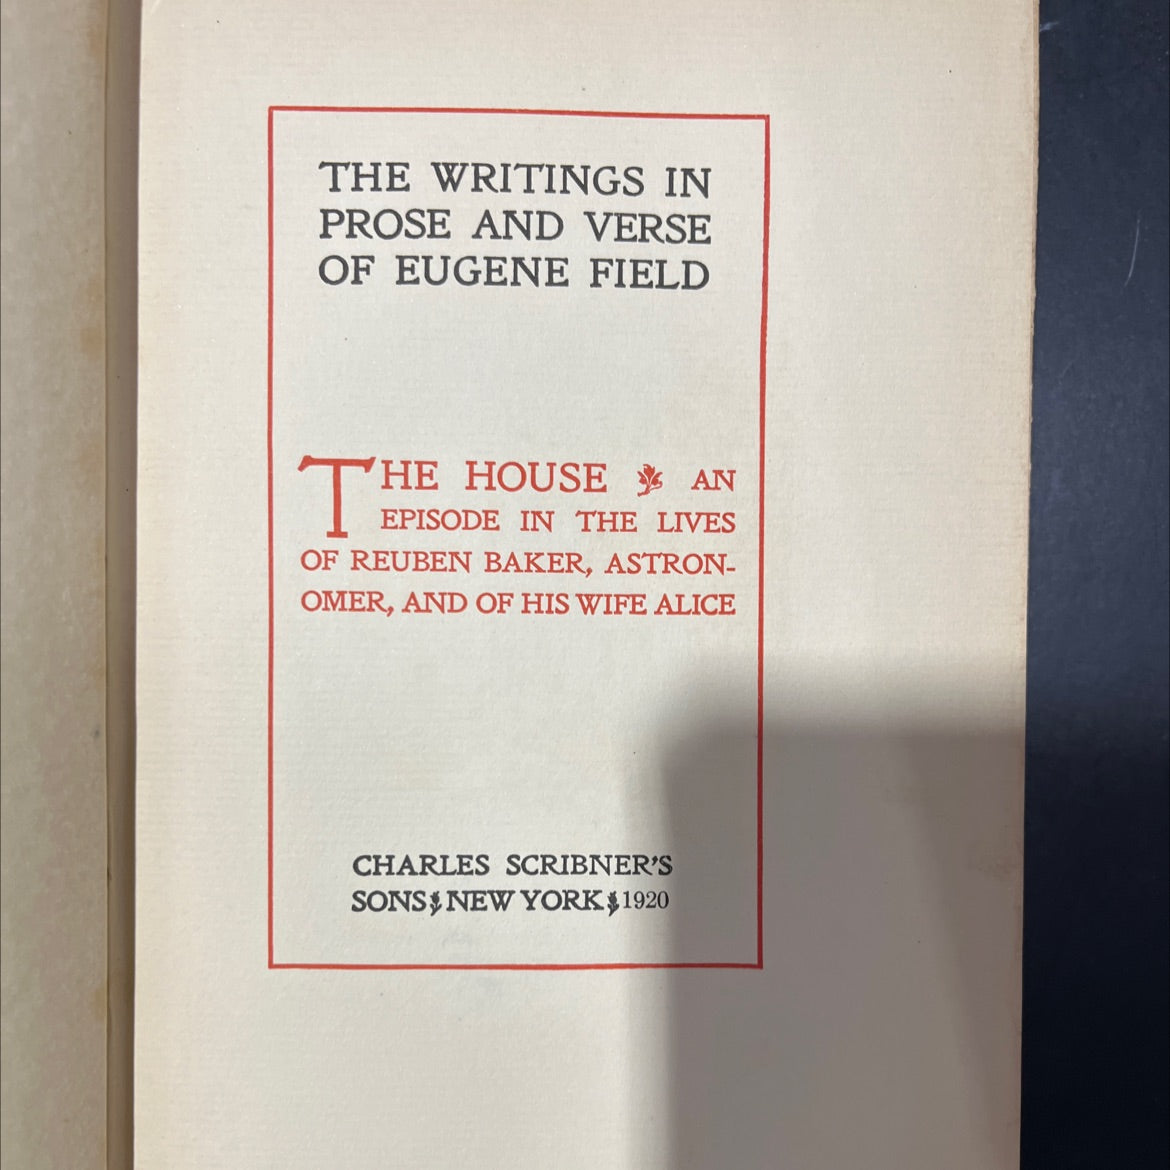 THE WRITINGS IN
PROSE AND VERSE
OF EUGENE FIELD
THE HOUSE AN
EPISODE IN THE LIVES
OF REUBEN BAKER, ASTRON-
OMER, AND OF HIS WIFE ALICE
CHARLES SCRIBNER'S
SONS NEW YORK 1920